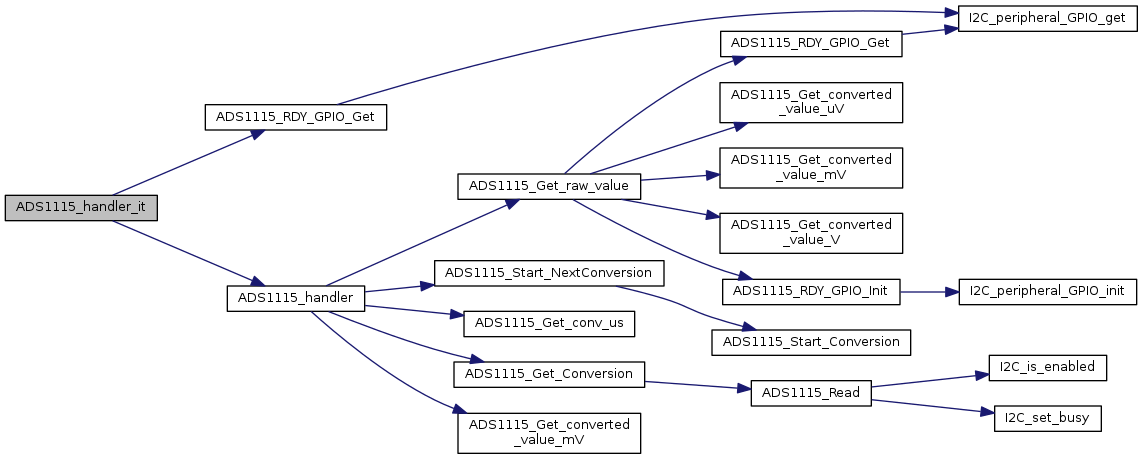 I2C_peripheral_GPIO_get
ADS1115_RDY_GPIO_Get
ADS1115_Get_converted
_value_uV
ADS1115_RDY_GPIO_Get
ADS1115_Get_converted
_value_mV
ADS1115_Get_raw_value
ADS1115_handler_it
ADS1115_Get_converted
_value_V
ADS1115_Start_NextConversion
ADS1115_RDY_GPIO_Init
I2C_peripheral_GPIO_init
ADS1115_handler
ADS1115_Get_conv_us
ADS1115_Start_Conversion
I2C_is_enabled
ADS1115_Get_Conversion
ADS1115_Read
I2C_set_busy
ADS1115_Get_converted
_value_mV